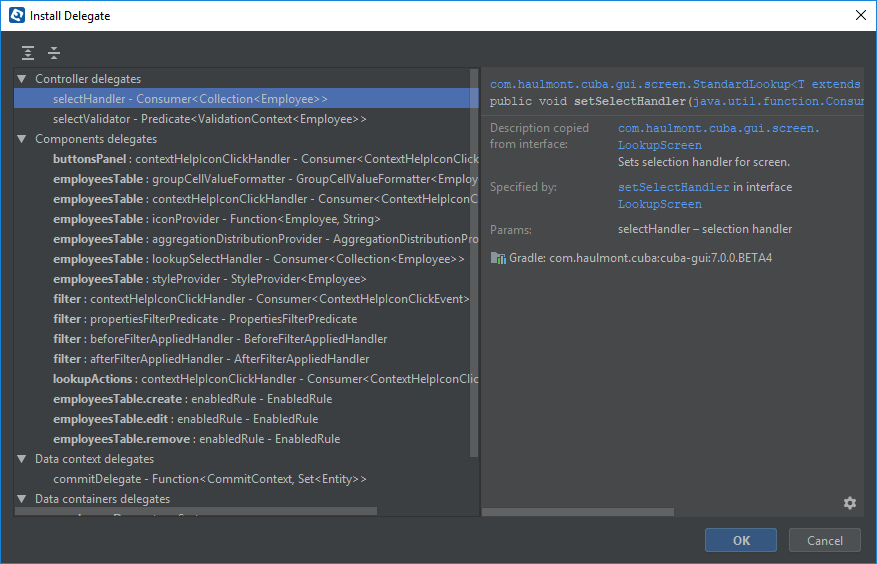 Install Delegate
Controller delegates
selectHandler - Consumer<Collection<Employee>>
selectValidator - Predicate<ValidationContext<Employee>>
Components delegates
buttonsPanel : contextHelpIconClickHandler - Consumer<ContextHelpIconClick
employeesTable : groupCellValueFormatter - GroupCellValueFormatter<Employ
employeesTable : contextHelpIconClickHandler - Consumer<ContextHelpIconC
employeesTable : iconProvider - Function<Employee, String>
employeesTable : aggregationDistributionProvider - AggregationDistributionPro
employeesTable : lookupSelectHandler - Consumer<Collection<Employee>>
employeesTable : styleProvider - StyleProvider<Employee>
filter : contextHelpIconClickHandler - Consumer<ContextHelpIconClickEvent>
filter : propertiesFilterPredicate - PropertiesFilterPredicate
filter : beforeFilterAppliedHandler - BeforeFilterAppliedHandler
filter : afterFilterAppliedHandler - AfterFilterAppliedHandler
lookupActions : contextHelpIconClickHandler - Consumer<ContextHelpIconClic
employeesTable.create : enabledRule - EnabledRule
employeesTable.edit : enabledRule - EnabledRule
employeesTable.remove : enabledRule - EnabledRule
Data context delegates
commitDelegate - Function<CommitContext, Set<Entity>>
Data containers delegates
com.haulmont.cuba.gui.screen.StandardLookup<T extends
public void setSelectHandler(java.util.function.Consum
Description copied
from interface:
com.haulmont.cuba.gui.screen.
LookupScreen
Sets selection handler for screen.
Specified by:
setSelectHandler in interface
LookupScreen
Params:
selectHandler – selection handler
Gradle: com.haulmont.cuba:cuba-gui:7.0.0.BETA4
OK
Cancel